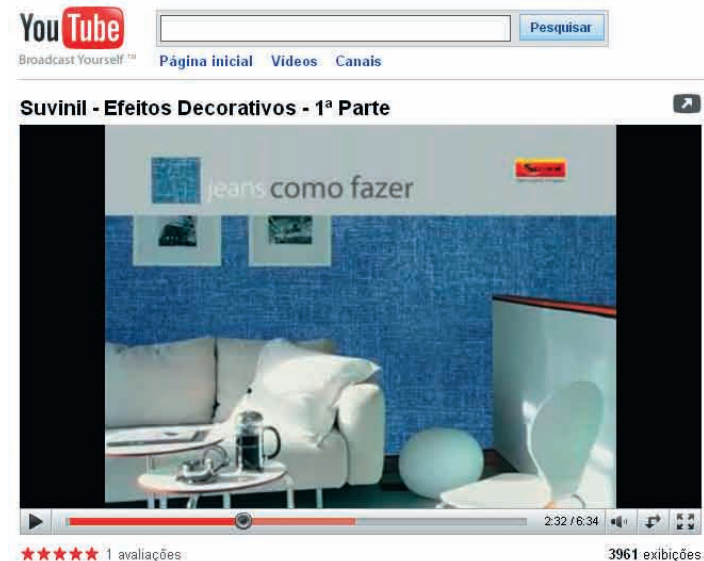 You Tube
Broadcast Yourself ™
Pesquisar
Página inicial Vídeos Canais
Suvinil - Efeitos Decorativos - 1ª Parte
jeans como fazer
Suvinil
2:32 / 6:34
1 avaliações
3961 exibições